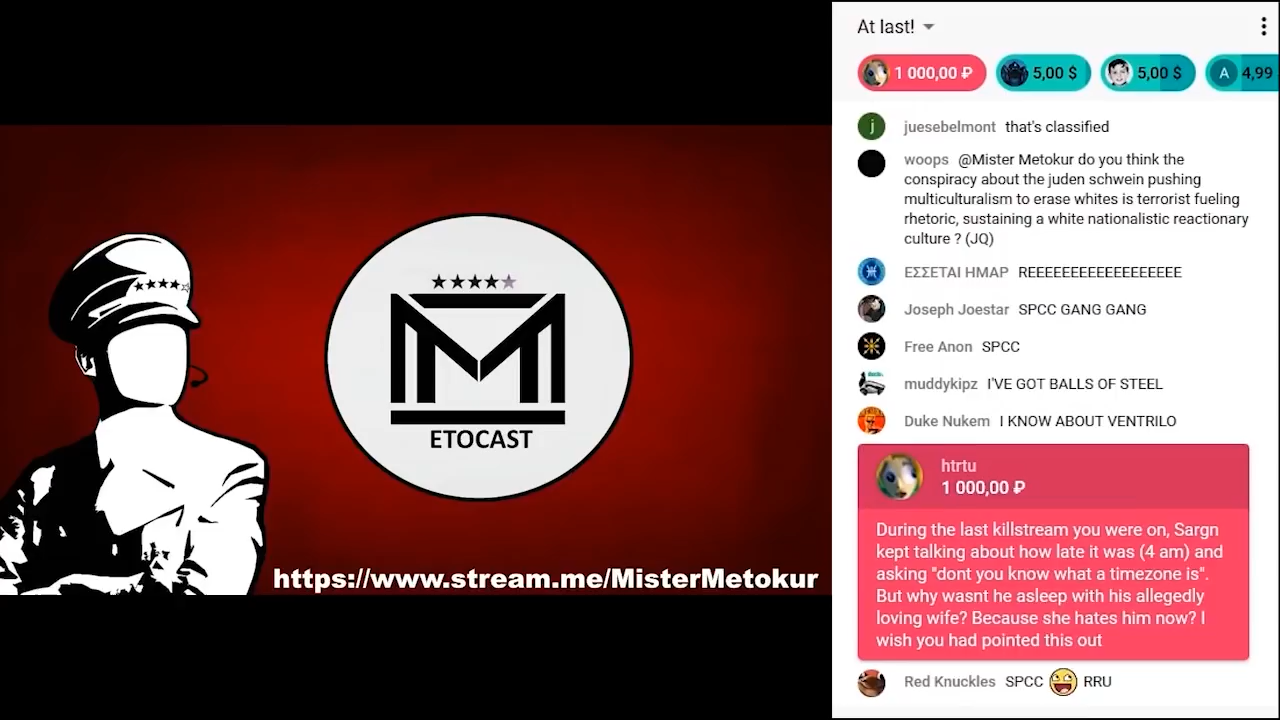 ★★★★☆
★★★★★
M
ETOCAST
https://www.stream.me/MisterMetokur
At last!
1 000,00 ₽
5,00 $
5,00 $
A 4,99
j juesebelmont that's classified
woops @Mister Metokur do you think the
conspiracy about the juden schwein pushing
multiculturalism to erase whites is terrorist fueling
rhetoric, sustaining a white nationalistic reactionary
culture ? (JQ)
ΕΣΣΕΤΑΙ ΗΜΑΡ REEEEEEEEEEEEEEEEEEE
Joseph Joestar SPCC GANG GANG
Free Anon SPCC
muddykipz I'VE GOT BALLS OF STEEL
Duke Nukem I KNOW ABOUT VENTRILO
htrtu
1 000,00 ₽
During the last killstream you were on, Sargn
kept talking about how late it was (4 am) and
asking "dont you know what a timezone is".
But why wasnt he asleep with his allegedly
loving wife? Because she hates him now? I
wish you had pointed this out
Red Knuckles SPCC 😆 RRU